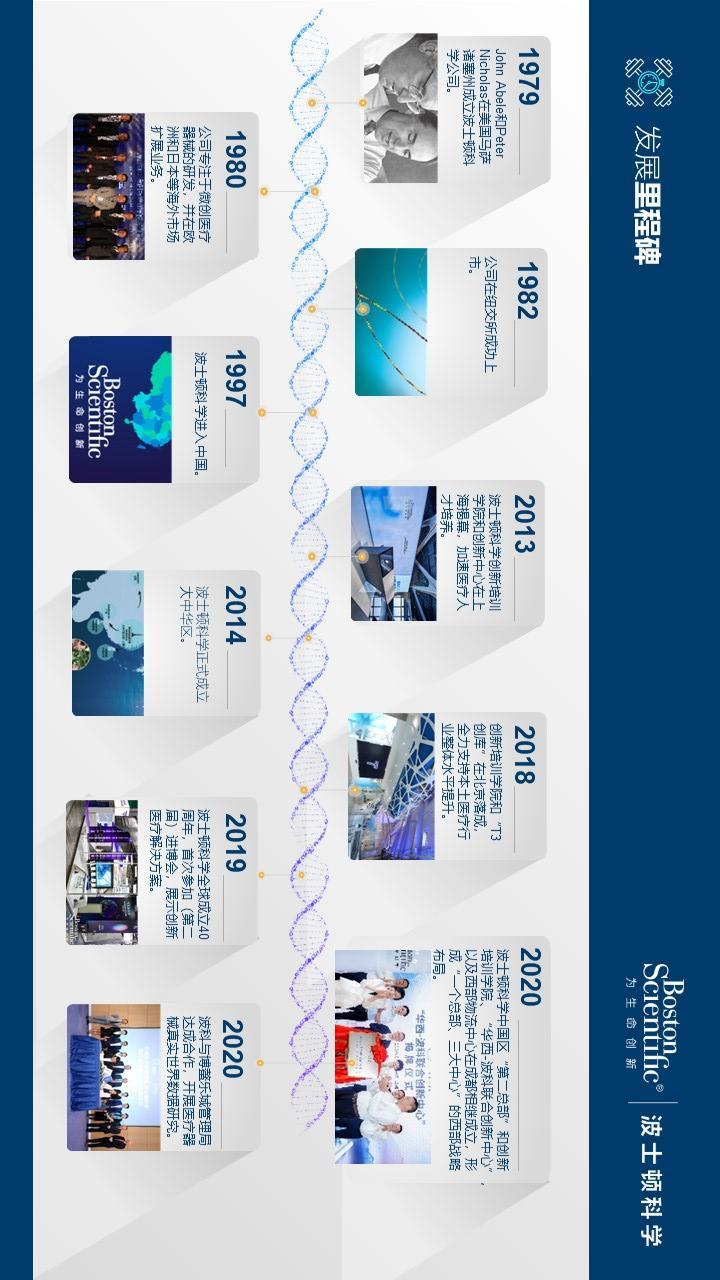 发展里程碑
Boston
Scientific®
为生命创新
波士顿科学
1979
John Abele和Peter
Nicholas在美国马萨
诸塞州成立波士顿科
学公司。
1982
公司在纽交所成功上
市。
2013
波士顿科学创新培训
学院和创新中心在上
海揭幕，加速医疗人
才培养。
2018
创新培训学院和“T3
创库”在北京落成，
全力支持本土医疗行
业整体水平提升。
2020
波士顿科学中国区“第二总部”和创新
培训学院、“华西-波科联合创新中心”，
以及西部物流中心在成都相继成立，形
成“一个总部、三大中心”的西部战略
布局。
“华西-波科联合创新中心”
揭牌仪式
1980
公司专注于微创医疗
器械的研发，并在欧
洲和日本等海外市场
扩展业务。
1997
波士顿科学进入中国。
Boston
Scientific
为生命创新
2014
波士顿科学正式成立
大中华区。
2019
波士顿科学全球成立40
周年，首次参加（第二
届）进博会，展示创新
医疗解决方案。
2020
波科与博鳌乐城管理局
达成合作，开展医疗器
械真实世界数据研究。